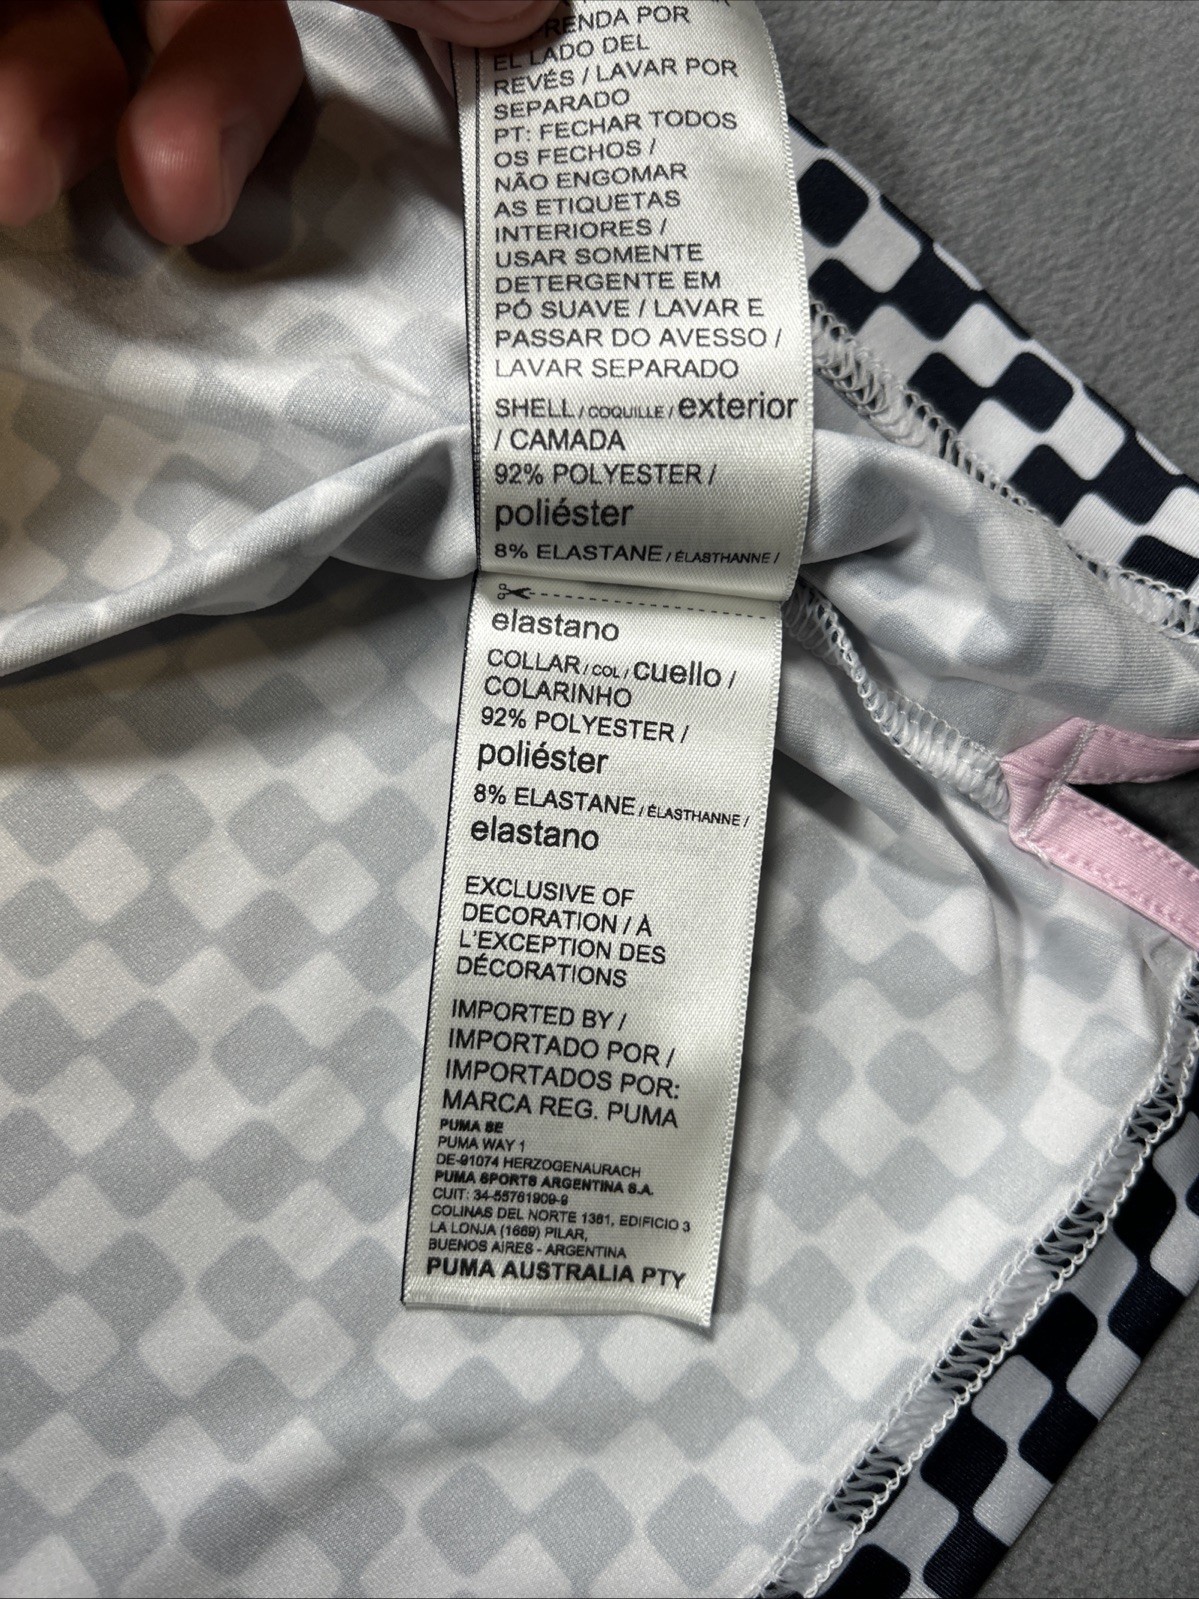 RENDA POR
EL LADO DEL
REVÉS / LAVAR POR
SEPARADO
PT: FECHAR TODOS
OS FECHOS /
NÃO ENGOMAR
AS ETIQUETAS
INTERIORES /
USAR SOMENTE
DETERGENTE EM
PÓ SUAVE / LAVAR E
PASSAR DO AVESSO /
LAVAR SEPARADO
SHELL / COQUILLE / exterior
/ CAMADA
92% POLYESTER /
poliéster
8% ELASTANE / ÉLASTHANNE /
elastano
COLLAR / COL / cuello /
COLARINHO
92% POLYESTER /
poliéster
8% ELASTANE / ÉLASTHANNE /
elastano
EXCLUSIVE OF
DECORATION / À
L'EXCEPTION DES
DÉCORATIONS
IMPORTED BY /
IMPORTADO POR /
IMPORTADOS POR:
MARCA REG. PUMA
PUMA SE
PUMA WAY 1
DE-91074 HERZOGENAURACH
PUMA SPORTS ARGENTINA S.A.
CUIT: 34-55761909-9
COLINAS DEL NORTE 1361, EDIFICIO 3
LA LONJA (1669) PILAR,
BUENOS AIRES - ARGENTINA
PUMA AUSTRALIA PTY